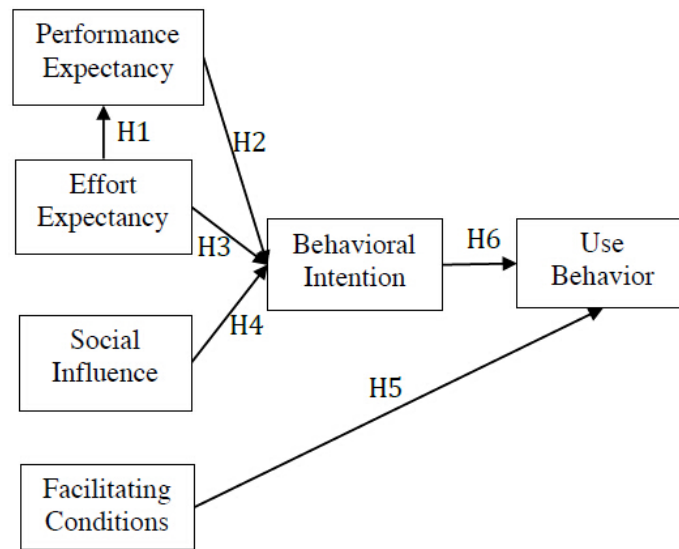 Performance
Expectancy
H1
H2
Effort
Expectancy
H3
Behavioral
Intention
H6
Use
Behavior
H4
Social
Influence
H5
Facilitating
Conditions